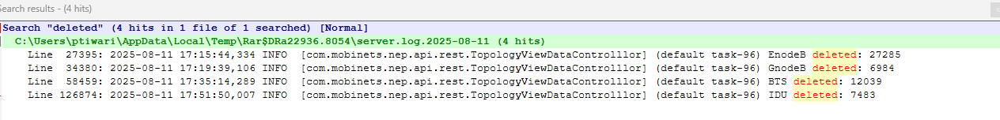 Search results - (4 hits)
Search "deleted" (4 hits in 1 file of 1 searched) [Normal]
C:\Users\ptiwari\AppData\Local\Temp\Rar$DRa22936.8054\server.log.2025-08-11 (4 hits)
Line 27395: 2025-08-11 17:15:44,334 INFO [com.mobinets.nep.api.rest.TopologyViewDataControlllor] (default task-96) EnodeB deleted: 27285
Line 34380: 2025-08-11 17:19:39,106 INFO [com.mobinets.nep.api.rest.TopologyViewDataControlllor] (default task-96) GnodeB deleted: 6984
Line 58459: 2025-08-11 17:35:14,289 INFO [com.mobinets.nep.api.rest.TopologyViewDataControlllor] (default task-96) BTS deleted: 12039
Line 126874: 2025-08-11 17:51:50,007 INFO [com.mobinets.nep.api.rest.TopologyViewDataControlllor] (default task-96) IDU deleted: 7483